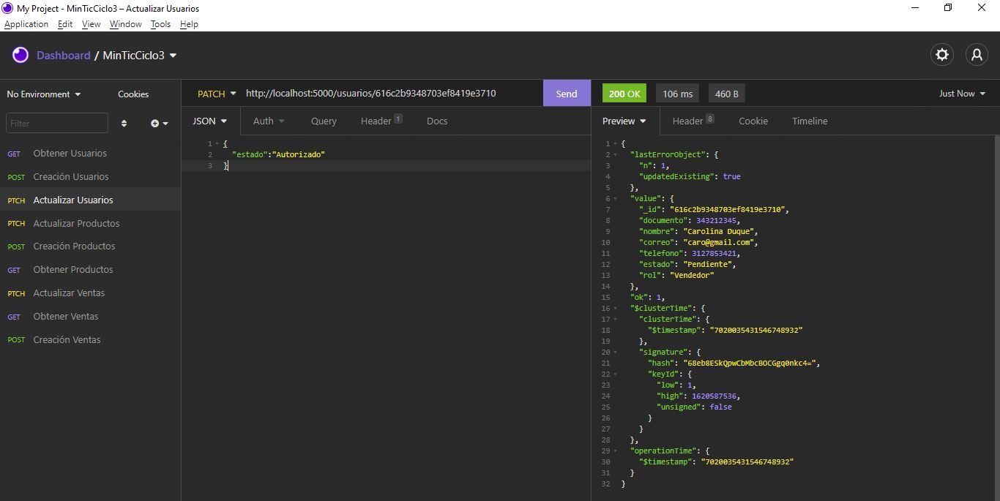 My Project - MinTicCiclo3 – Actualizar Usuarios
Application Edit View Window Tools Help
Dashboard / MinTicCiclo3
No Environment Cookies
Filter
GET Obtener Usuarios
POST Creación Usuarios
PTCH Actualizar Usuarios
PTCH Actualizar Productos
POST Creación Productos
GET Obtener Productos
PTCH Actualizar Ventas
GET Obtener Ventas
POST Creación Ventas
PATCH http://localhost:5000/usuarios/616c2b9348703ef8419e3710 Send
JSON Auth Query Header 1 Docs
1 {
2 "estado":"Autorizado"
3 }
200 OK 106 ms 460 B Just Now
Preview Header 8 Cookie Timeline
1 {
2 "lastErrorObject": {
3 "n": 1,
4 "updatedExisting": true
5 },
6 "value": {
7 "_id": "616c2b9348703ef8419e3710",
8 "documento": 343212345,
9 "nombre": "Carolina Duque",
10 "correo": "caro@gmail.com",
11 "telefono": 3127853421,
12 "estado": "Pendiente",
13 "rol": "Vendedor"
14 },
15 "ok": 1,
16 "$clusterTime": {
17 "clusterTime": {
18 "$timestamp": "7020035431546748932"
19 },
20 "signature": {
21 "hash": "68eb8ESkQpwCbMbcBOCGgq0nkc4=",
22 "keyId": {
23 "low": 1,
24 "high": 1620587536,
25 "unsigned": false
26 }
27 }
28 },
29 "operationTime": {
30 "$timestamp": "7020035431546748932"
31 }
32 }